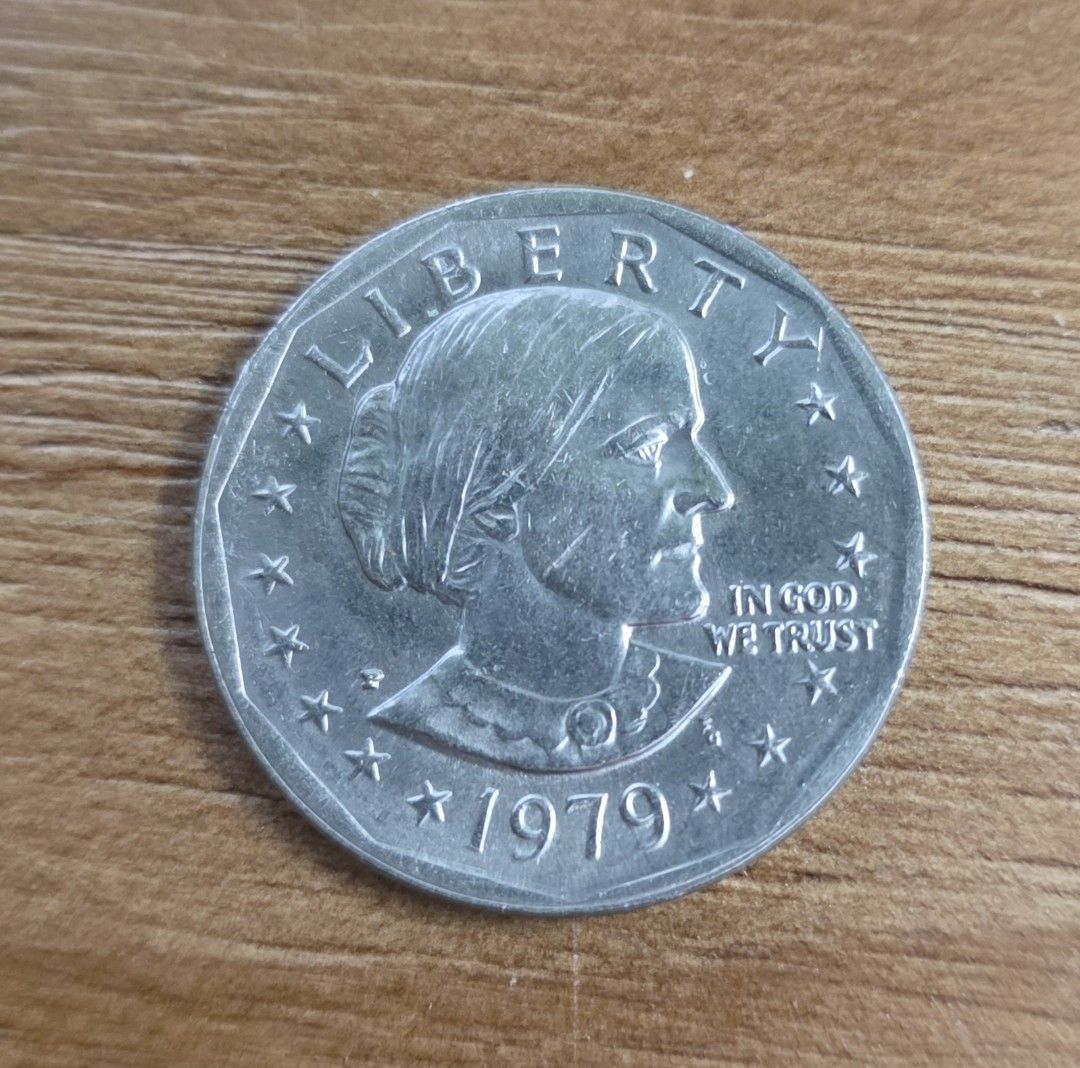 LIBERTY
IN GOD
WE TRUST
1979